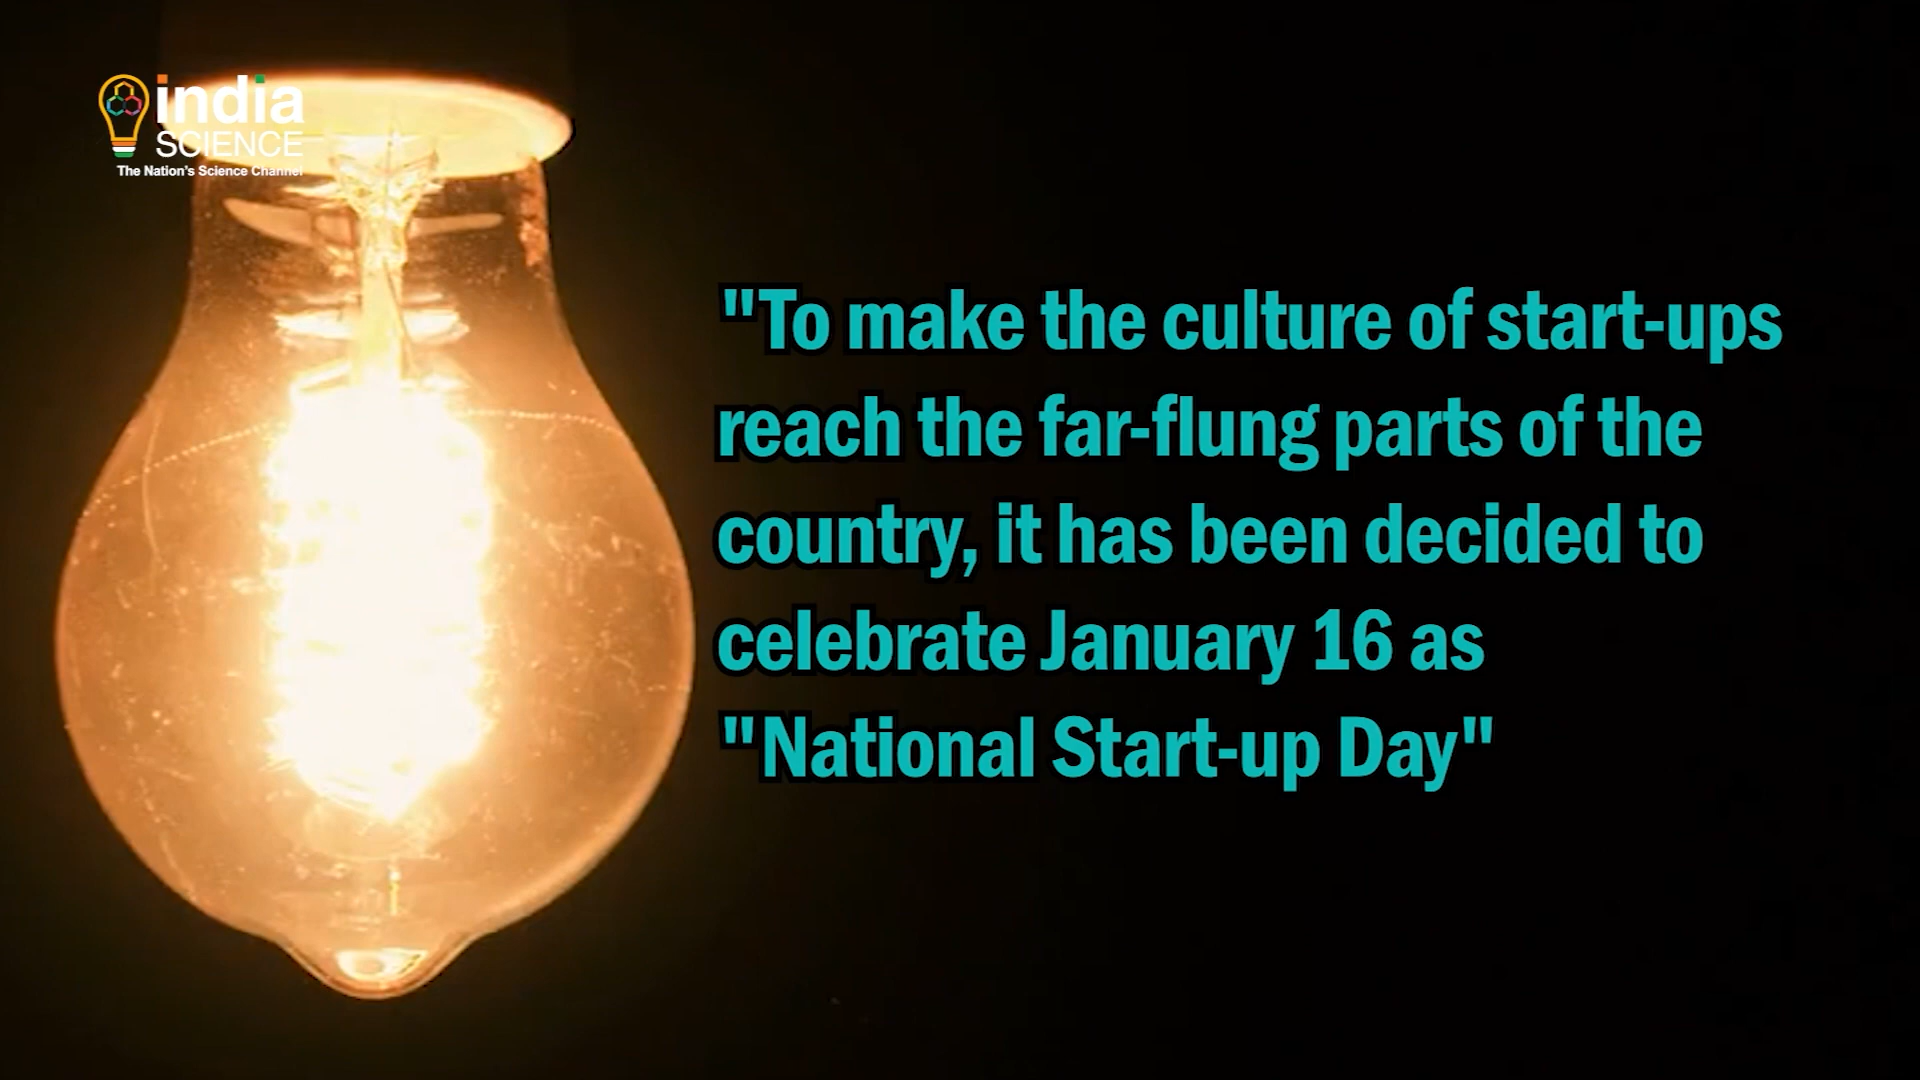 india
SCIENCE
The Nation's Science Channel
"To make the culture of start-ups
reach the far-flung parts of the
country, it has been decided to
celebrate January 16 as
"National Start-up Day"